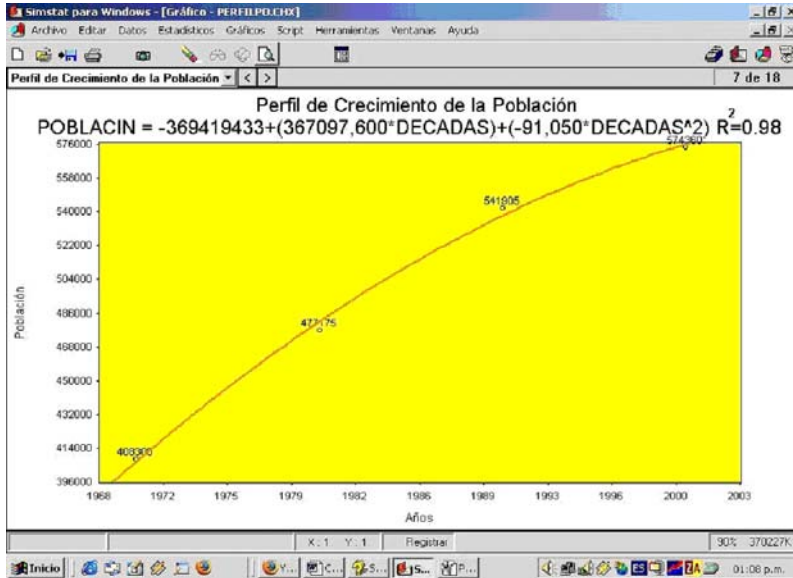 Simstat para Windows - [Gráfico - PERFILPO.CHX]
Archivo Editar Datos Estadísticos Gráficos Script Herramientas Ventanas Ayuda
Perfil de Crecimiento de la Población < > 7 de 18
Perfil de Crecimiento de la Población
POBLACIN = -369419433+(367097,600*DECADAS)+(-91,050*DECADAS^2) R²=0.98
576000
558000
540000
522000
504000
486000
468000
450000
432000
414000
396000
574360
541905
477175
408300
Población
1968 1972 1975 1979 1982 1986 1989 1993 1996 2000 2003
Años
X: 1 Y: 1 Registrar 90% 370227K
Inicio Y... C... S... S... P... ES ZA 01:08 p.m.